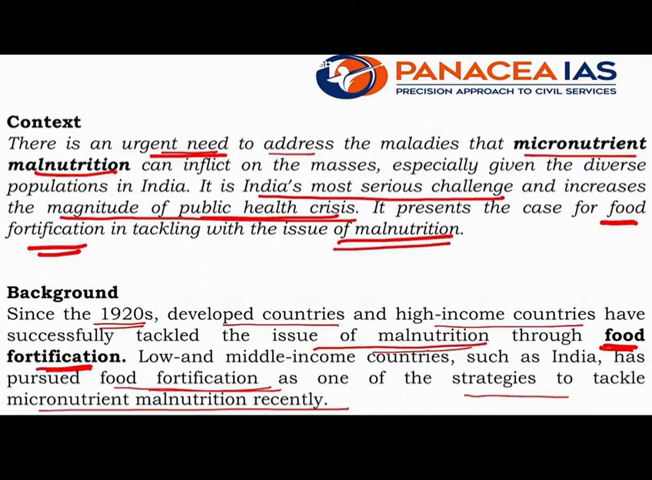 PANACEA IAS
PRECISION APPROACH TO CIVIL SERVICES
Context
There is an urgent need to address the maladies that micronutrient
malnutrition can inflict on the masses, especially given the diverse
populations in India. It is India's most serious challenge and increases
the magnitude of public health crisis. It presents the case for food
fortification in tackling with the issue of malnutrition.
Background
Since the 1920s, developed countries and high-income countries have
successfully tackled the issue of malnutrition through food
fortification. Low-and middle-income countries, such as India, has
pursued food fortification as one of the strategies to tackle
micronutrient malnutrition recently.